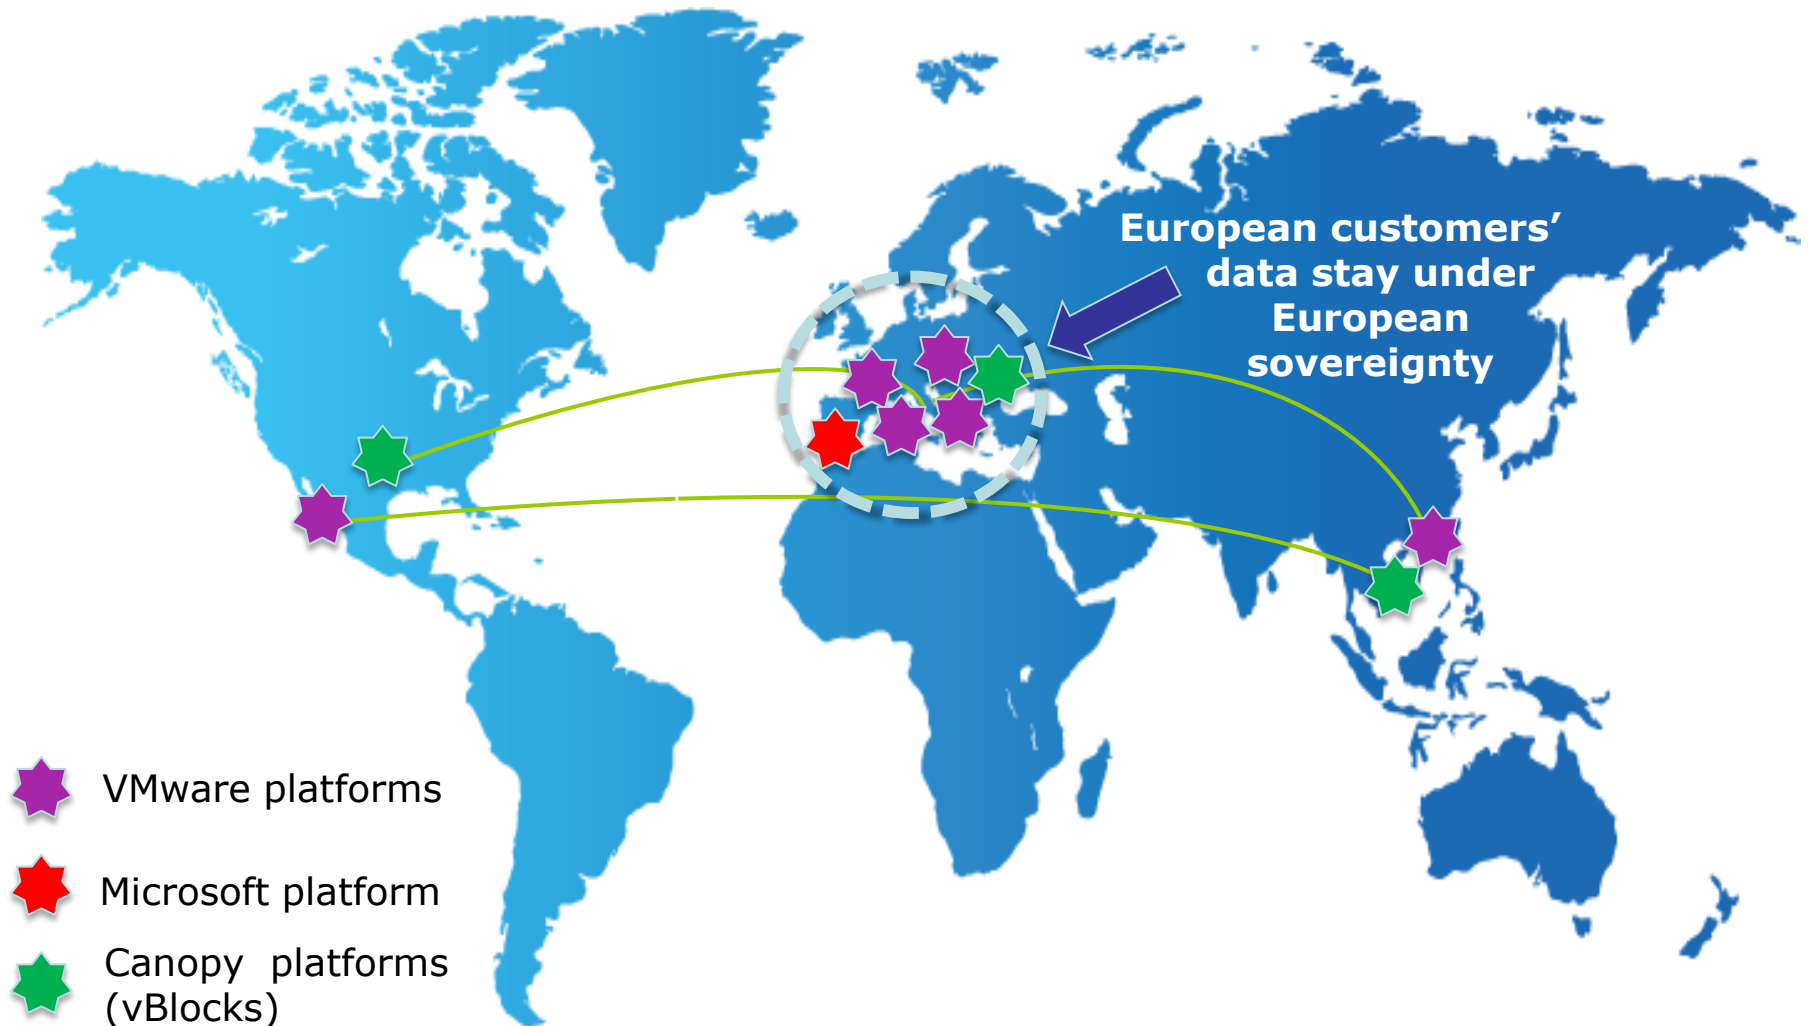 European customers’
data stay under
European
sovereignty
VMware platforms
Microsoft platform
Canopy  platforms
(vBlocks)